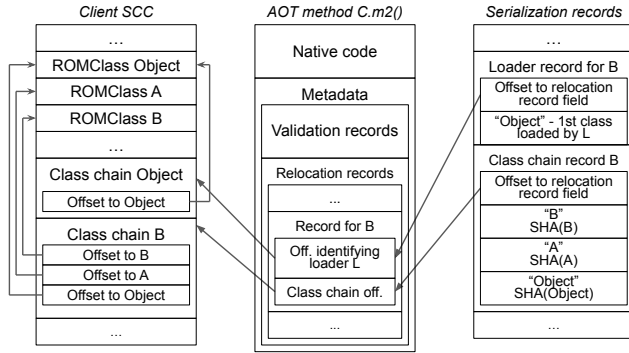 Client SCC
...
ROMClass Object
ROMClass A
ROMClass B
...
Class chain Object
Offset to Object
Class chain B
Offset to B
Offset to A
Offset to Object
...
AOT method C.m2()
Native code
Metadata
Validation records
Relocation records
...
Record for B
Off. identifying
loader L
Class chain off.
...
Serialization records
...
Loader record for B
Offset to relocation
record field
“Object” - 1st class
loaded by L
Class chain record B
Offset to relocation
record field
“B”
SHA(B)
“A”
SHA(A)
“Object”
SHA(Object)
...